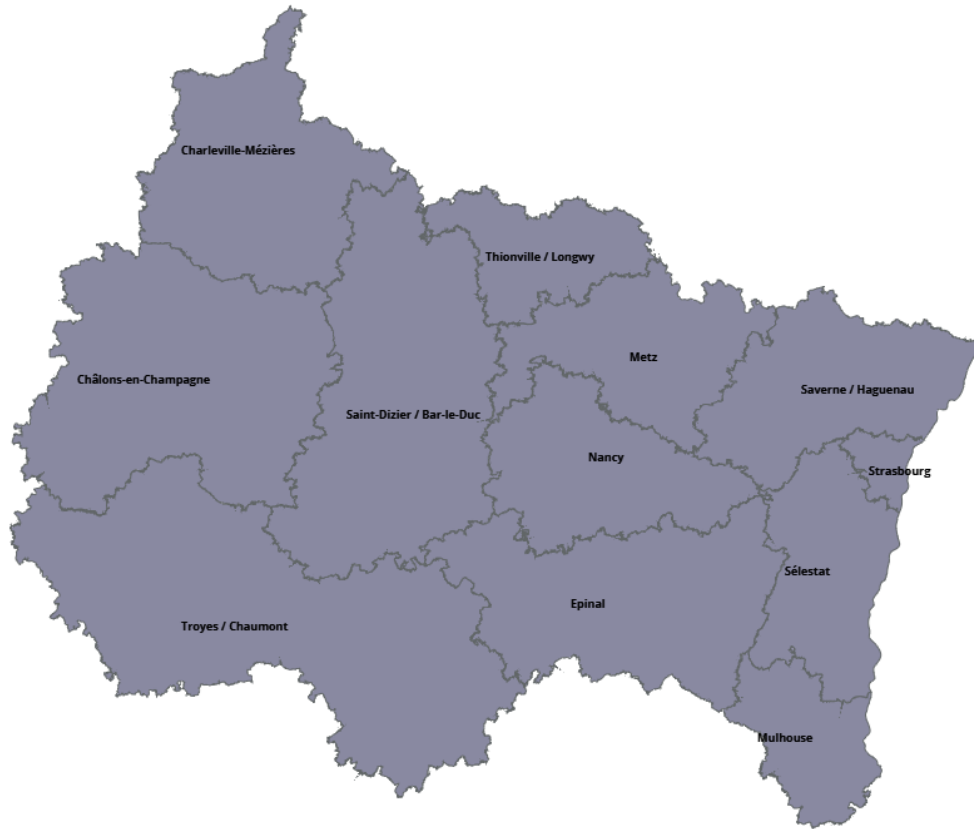 Charleville-Mézières
Thionville / Longwy
Metz
Châlons-en-Champagne
Saverne / Haguenau
Saint-Dizier / Bar-le-Duc
Nancy
Strasbourg
Sélestat
Epinal
Troyes / Chaumont
Mulhouse